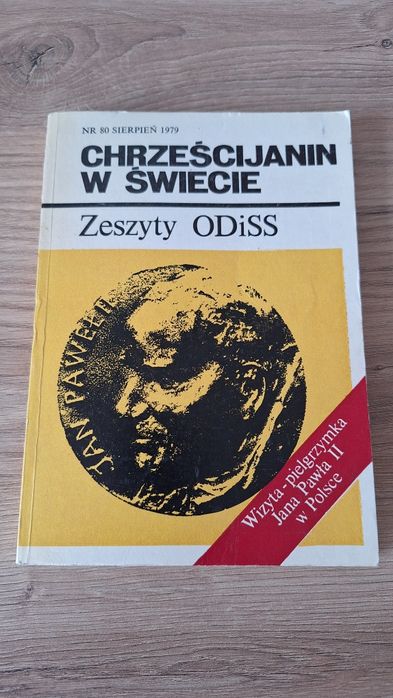 NR 80 SIERPIEŃ 1979
CHRZEŚCIJANIN
W ŚWIECIE
Zeszyty ODiSS
JAN PAWEŁ II
Wizyta-pielgrzymka
Jana Pawła II
w Polsce